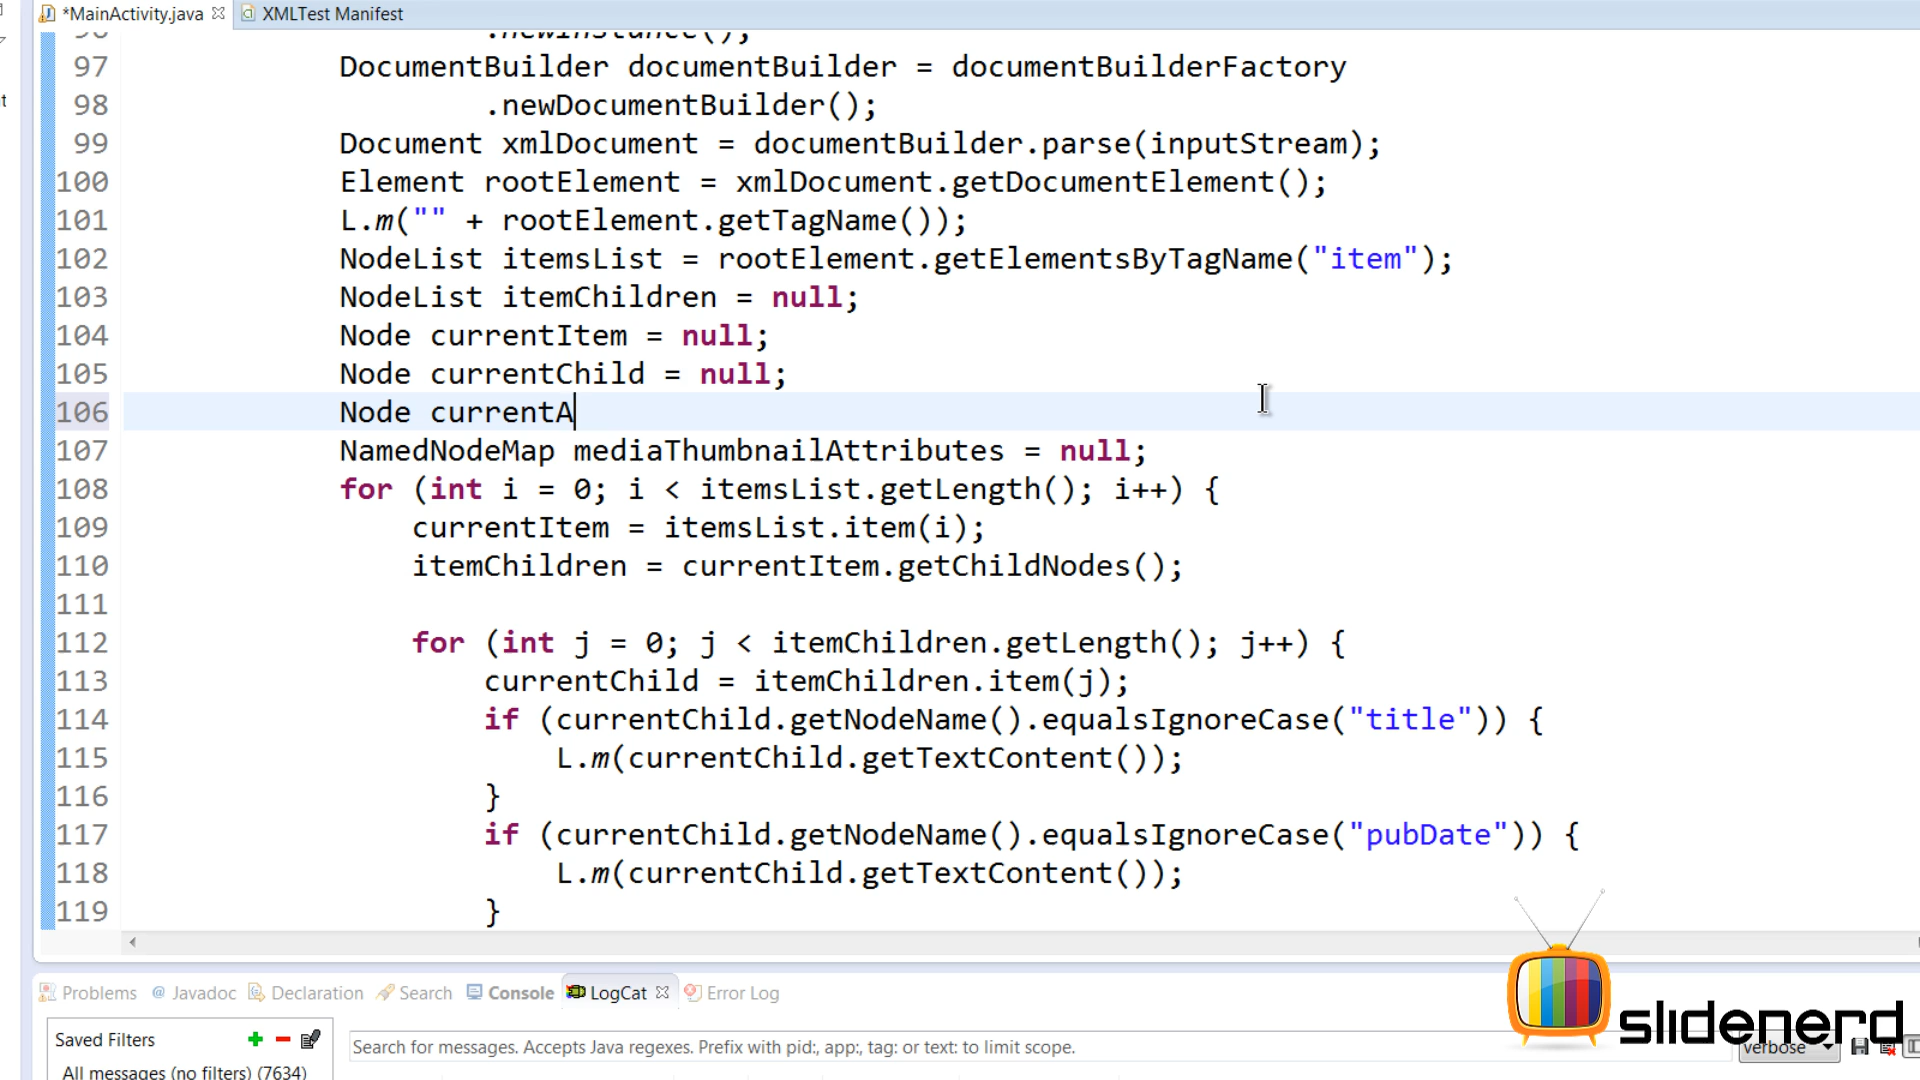 *MainActivity.java
XMLTest Manifest
96 .newInstance();
97 DocumentBuilder documentBuilder = documentBuilderFactory
98 .newDocumentBuilder();
99 Document xmlDocument = documentBuilder.parse(inputStream);
100 Element rootElement = xmlDocument.getDocumentElement();
101 L.m("" + rootElement.getTagName());
102 NodeList itemsList = rootElement.getElementsByTagName("item");
103 NodeList itemChildren = null;
104 Node currentItem = null;
105 Node currentChild = null;
106 Node currentA
107 NamedNodeMap mediaThumbnailAttributes = null;
108 for (int i = 0; i < itemsList.getLength(); i++) {
109 currentItem = itemsList.item(i);
110 itemChildren = currentItem.getChildNodes();
111
112 for (int j = 0; j < itemChildren.getLength(); j++) {
113 currentChild = itemChildren.item(j);
114 if (currentChild.getNodeName().equalsIgnoreCase("title")) {
115 L.m(currentChild.getTextContent());
116 }
117 if (currentChild.getNodeName().equalsIgnoreCase("pubDate")) {
118 L.m(currentChild.getTextContent());
119 }
Problems @ Javadoc Declaration Search Console LogCat Error Log
slidenerd
Saved Filters
Search for messages. Accepts Java regexes. Prefix with pid:, app:, tag: or text: to limit scope.
verbose
All messages (no filters) (7634)